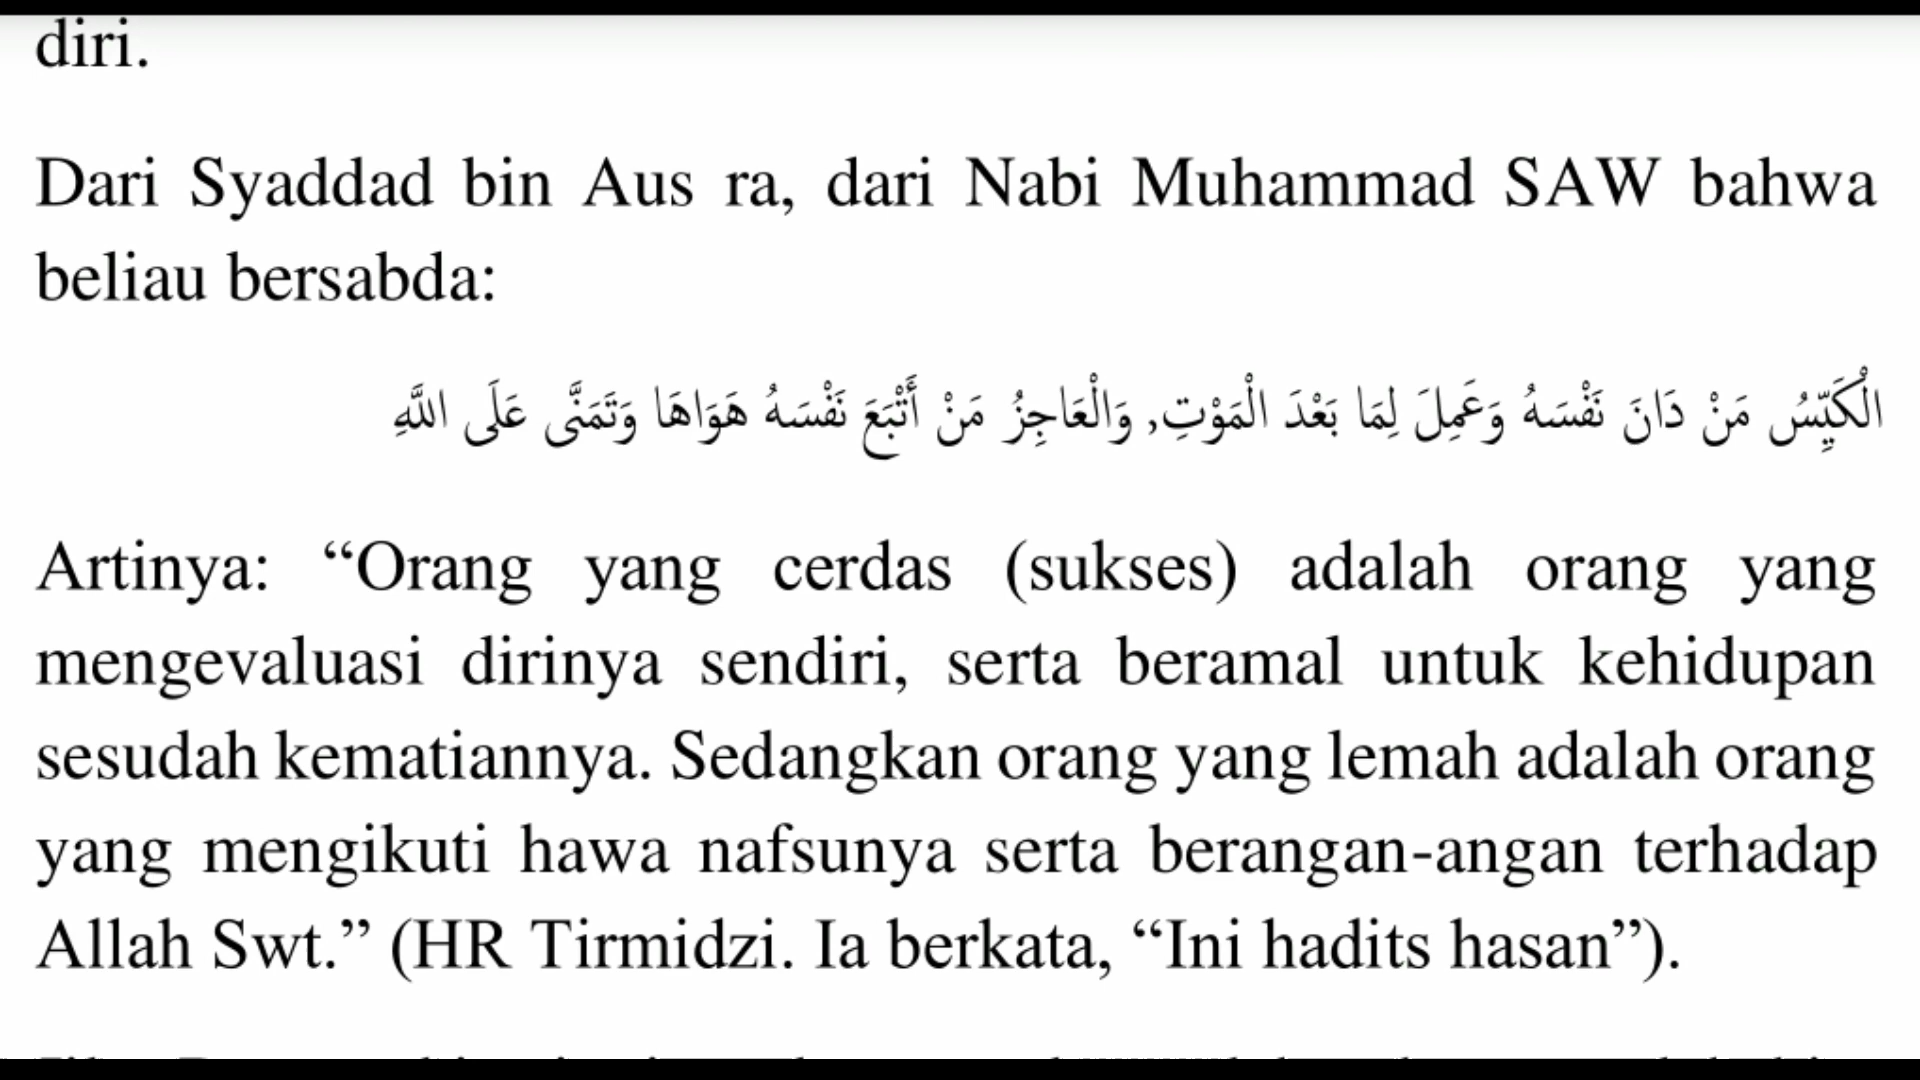 diri.
Dari Syaddad bin Aus ra, dari Nabi Muhammad SAW bahwa
beliau bersabda:
الْكَيِّسُ مَنْ دَانَ نَفْسَهُ وَعَمِلَ لِمَا بَعْدَ الْمَوْتِ, وَالْعَاجِزُ مَنْ أَتْبَعَ نَفْسَهُ هَوَاهَا وَتَمَنَّى عَلَى اللَّهِ
Artinya: “Orang yang cerdas (sukses) adalah orang yang
mengevaluasi dirinya sendiri, serta beramal untuk kehidupan
sesudah kematiannya. Sedangkan orang yang lemah adalah orang
yang mengikuti hawa nafsunya serta berangan-angan terhadap
Allah Swt.” (HR Tirmidzi. Ia berkata, “Ini hadits hasan”).